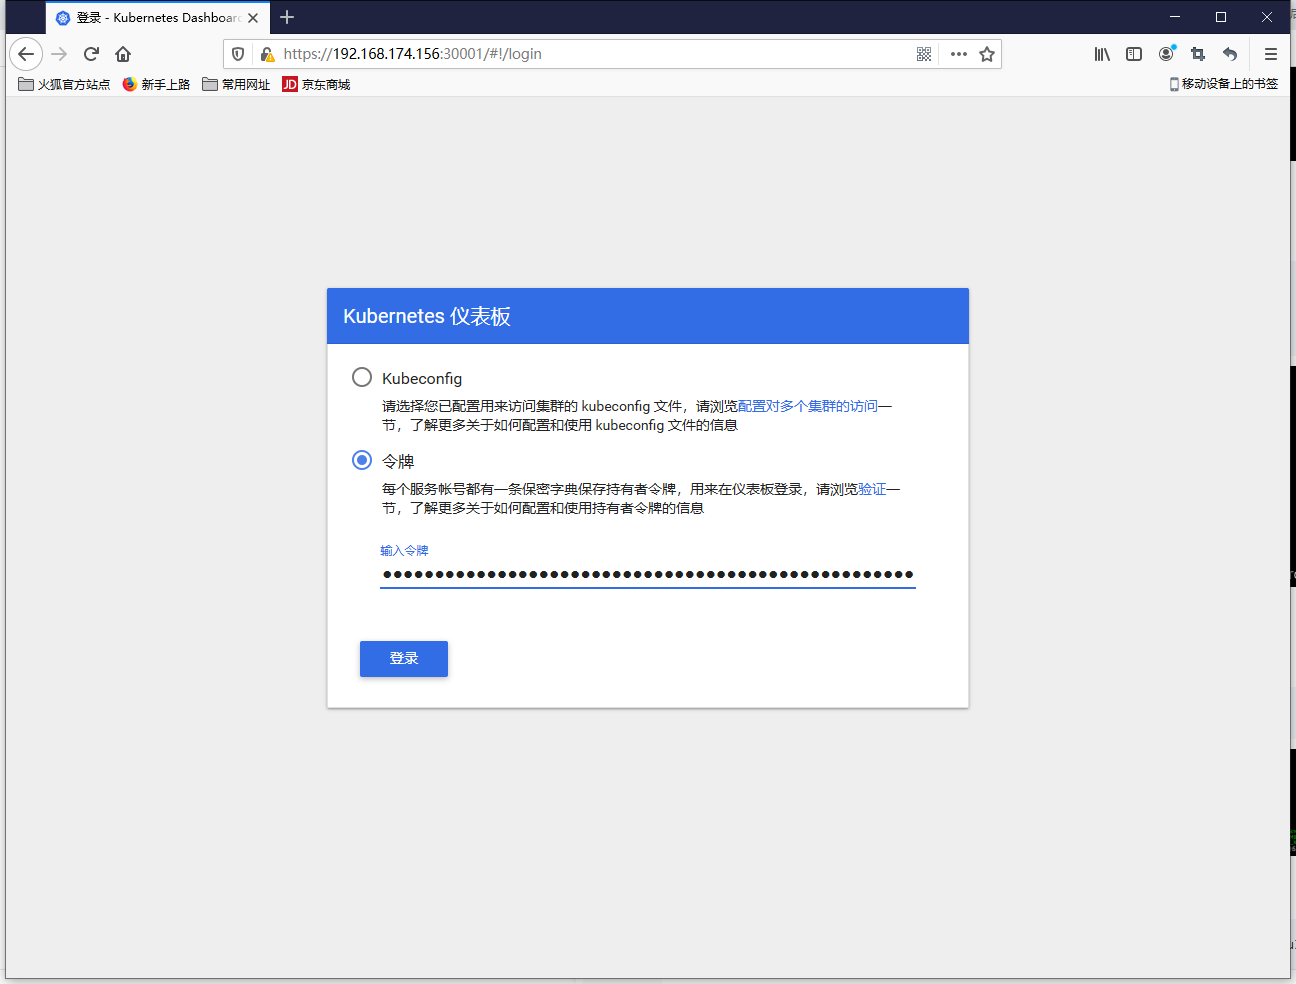 登录 - Kubernetes Dashboard
https://192.168.174.156:30001/#!/login
火狐官方站点 新手上路 常用网址 JD 京东商城 移动设备上的书签
Kubernetes 仪表板
Kubeconfig
请选择您已配置用来访问集群的 kubeconfig 文件，请浏览配置对多个集群的访问一
节，了解更多关于如何配置和使用 kubeconfig 文件的信息
令牌
每个服务帐号都有一条保密字典保存持有者令牌，用来在仪表板登录，请浏览验证一
节，了解更多关于如何配置和使用持有者令牌的信息
输入令牌
登录